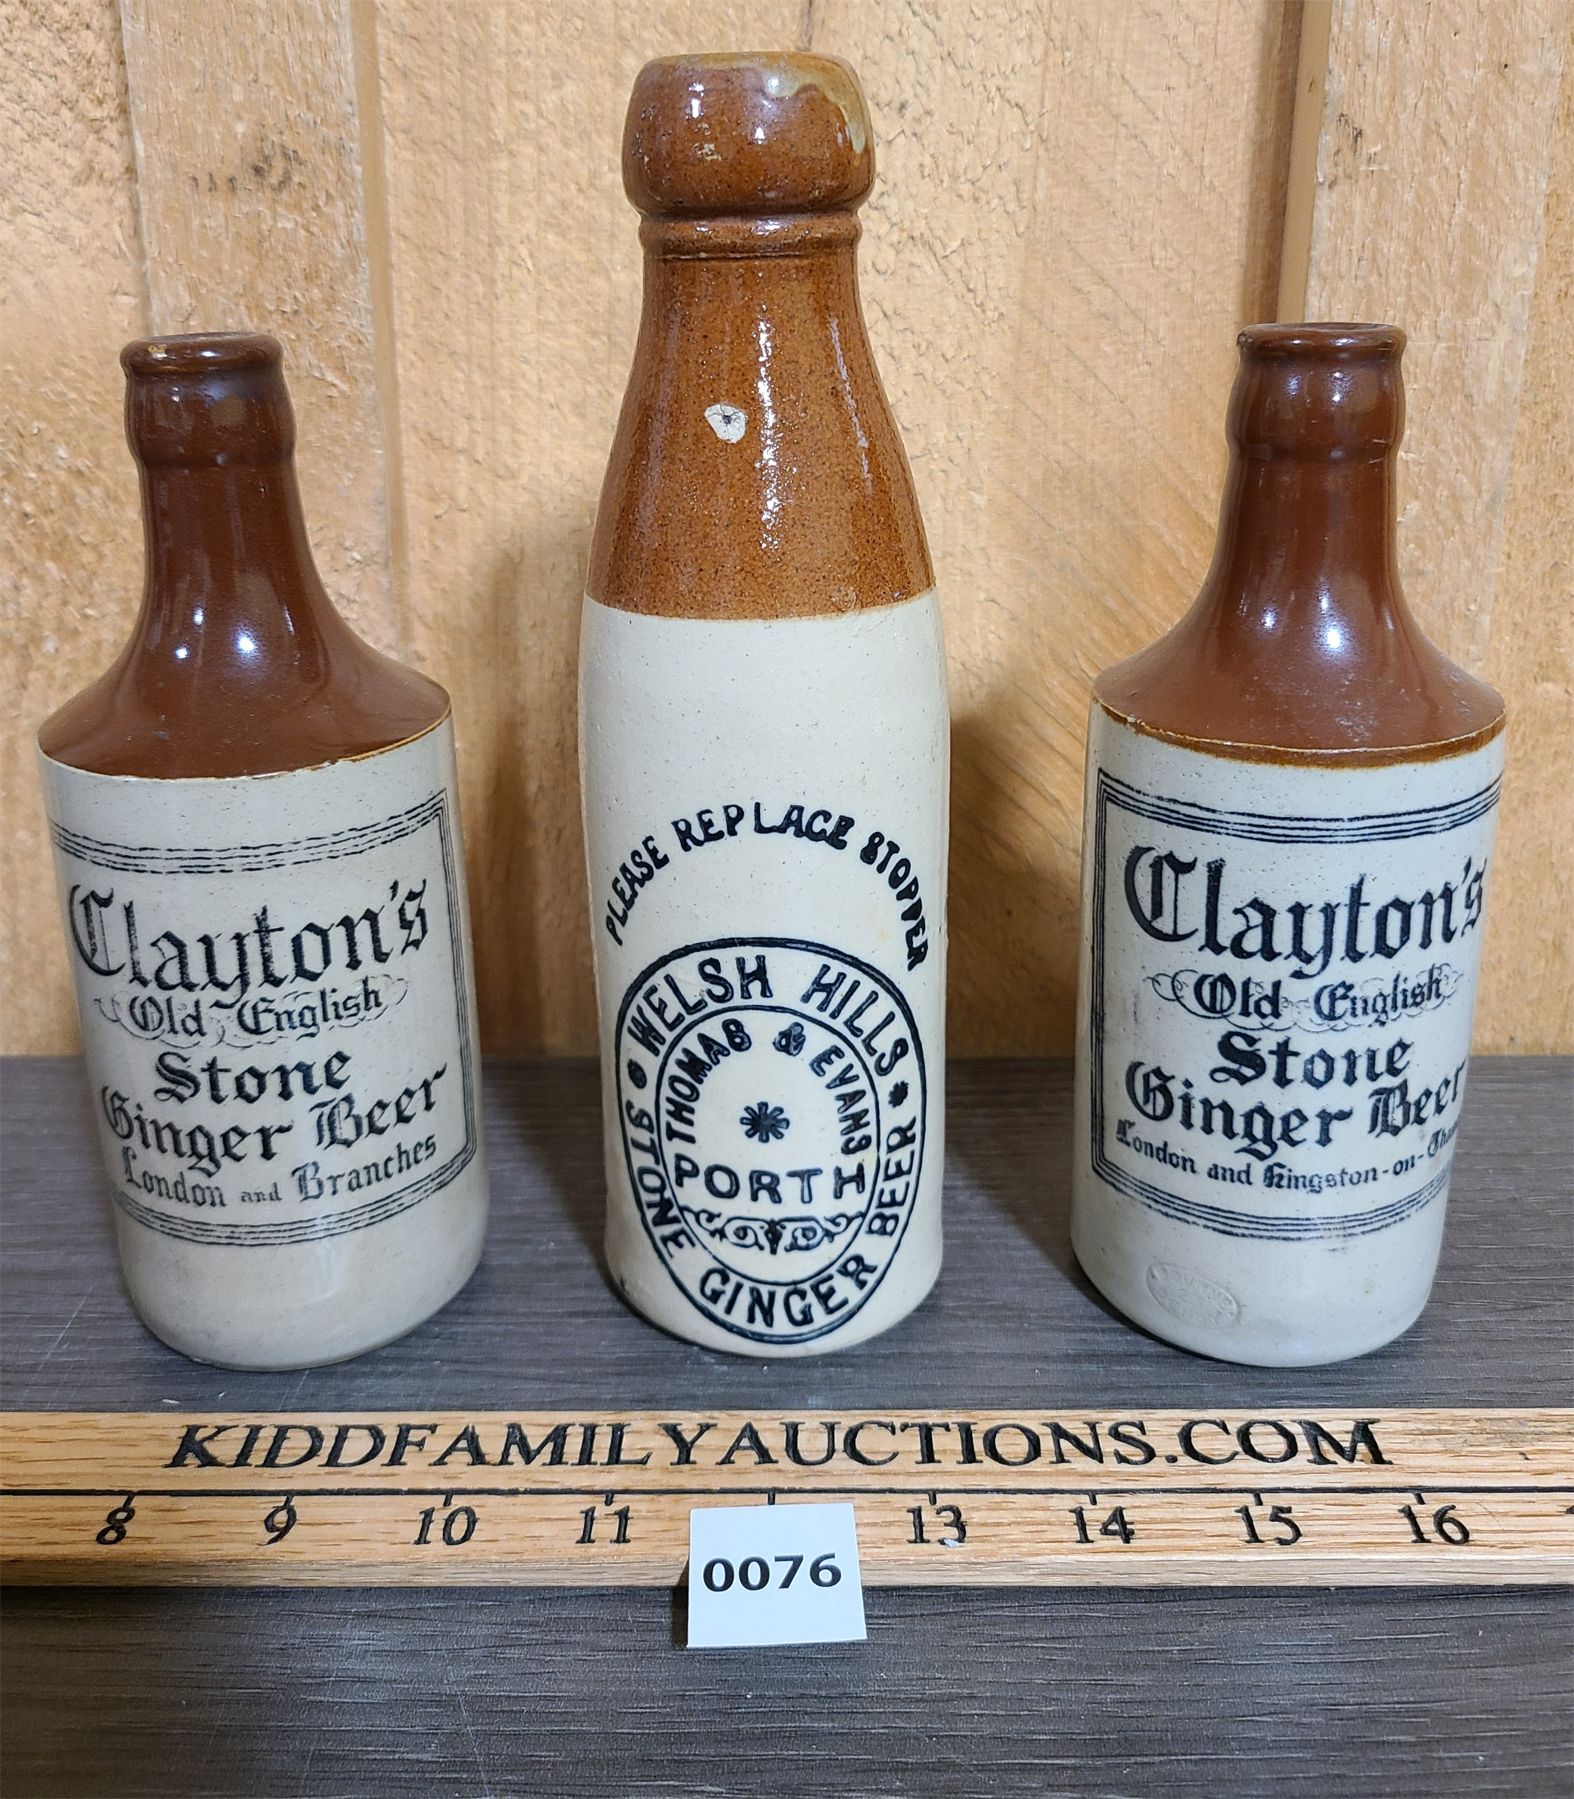 Clayton's
Old English
Stone
Ginger Beer
London and Branches
PLEASE REPLACE STOPPER
WELSH HILLS
STONE GINGER BEER
THOMAS & EVANS
PORTH
Clayton's
Old English
Stone
Ginger Beer
London and Kingston-on-
KIDDFAMILYAUCTIONS.COM
8 9 10 11 13 14 15 16
0076